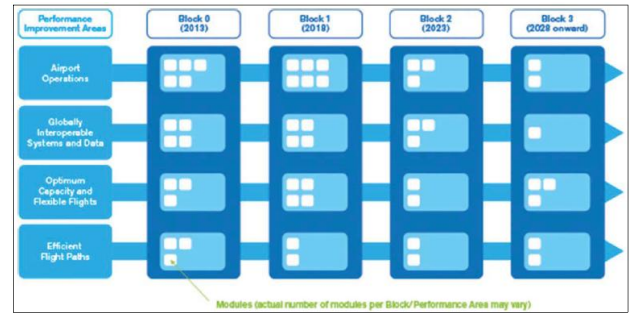 Performance
Improvement Areas
Block 0
(2013)
Block 1
(2018)
Block 2
(2023)
Block 3
(2028 onward)
Airport
Operations
Globally
Interoperable
Systems and Data
Optimum
Capacity and
Flexible Flights
Efficient
Flight Paths
Modules (actual number of modules per Block/Performance Area may vary)